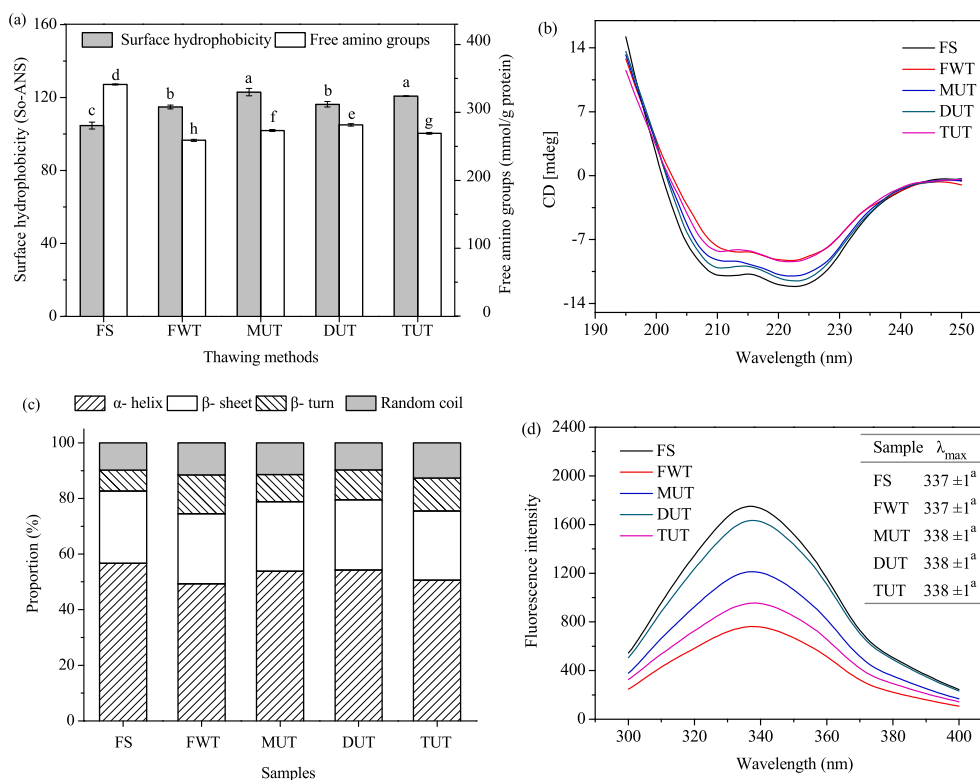 (a)
Surface hydrophobicity Free amino groups
160
120
80
40
0
Surface hydrophobicity (So-ANS)
400
300
200
100
0
Free amino groups (mmol/g protein)
c d b h a f b e a g
FS FWT MUT DUT TUT
Thawing methods
(b)
FS
FWT
MUT
DUT
TUT
14
7
0
-7
-14
CD [mdeg]
190 200 210 220 230 240 250
Wavelength (nm)
(c)
α- helix β- sheet β- turn Random coil
100
80
60
40
20
0
Proportion (%)
FS FWT MUT DUT TUT
Samples
(d)
FS
FWT
MUT
DUT
TUT
Sample λmax
FS 337 ±1a
FWT 337 ±1a
MUT 338 ±1a
DUT 338 ±1a
TUT 338 ±1a
2400
2000
1600
1200
800
400
0
Fluorescence intensity
300 320 340 360 380 400
Wavelength (nm)